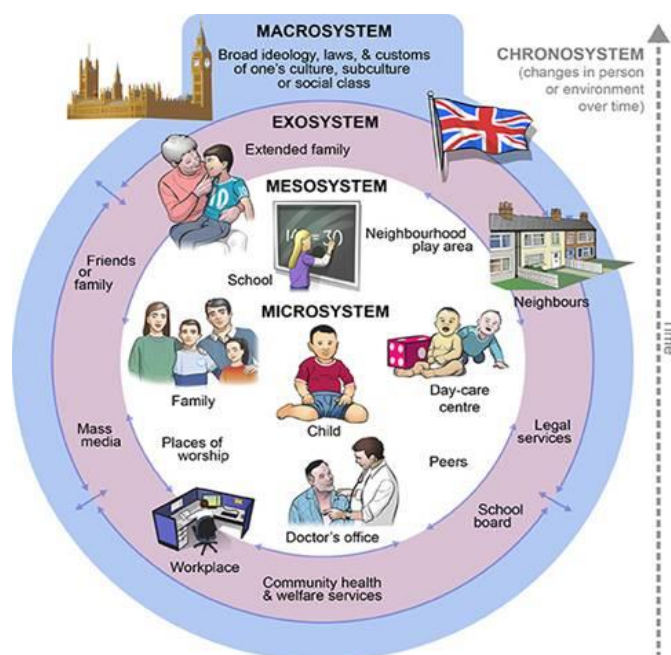 MACROSYSTEM
Broad ideology, laws, & customs
of one's culture, subculture
or social class
CHRONOSYSTEM
(changes in person
or environment
over time)
EXOSYSTEM
Extended family
MESOSYSTEM
Neighbourhood
play area
School
Friends
or
family
Neighbours
MICROSYSTEM
Time
Family
Child
Day-care
centre
Mass
media
Places of
worship
Peers
Legal
services
School
board
Doctor's office
Workplace
Community health
& welfare services
10